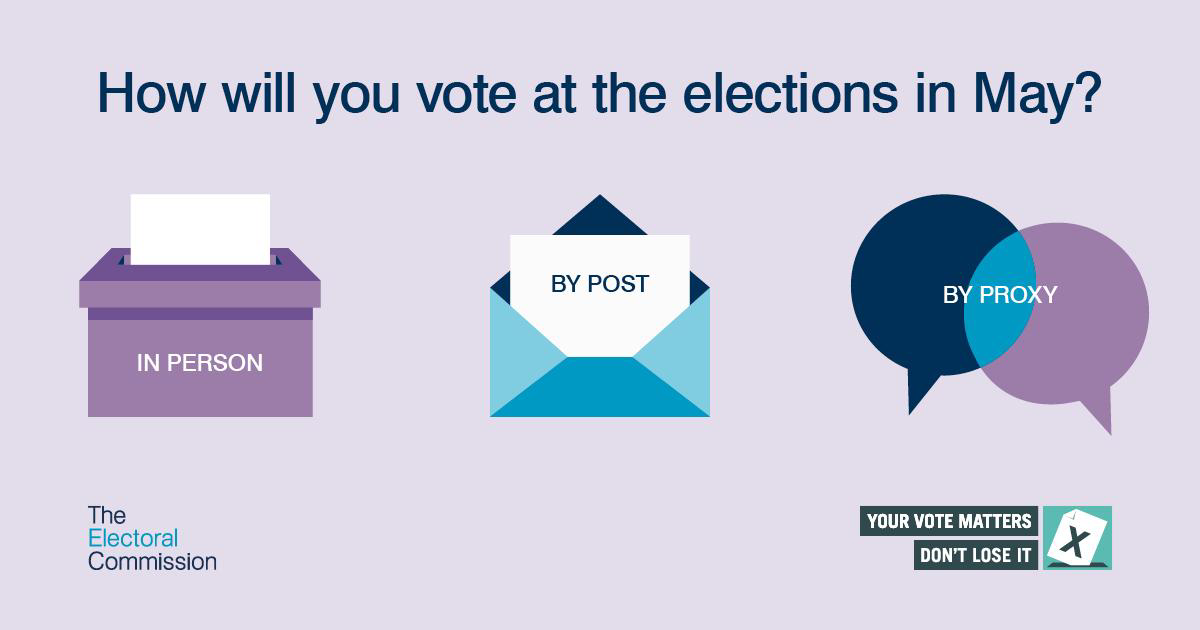 How will you vote at the elections in May?
IN PERSON
BY POST
BY PROXY
The
Electoral
Commission
YOUR VOTE MATTERS
DON'T LOSE IT
X